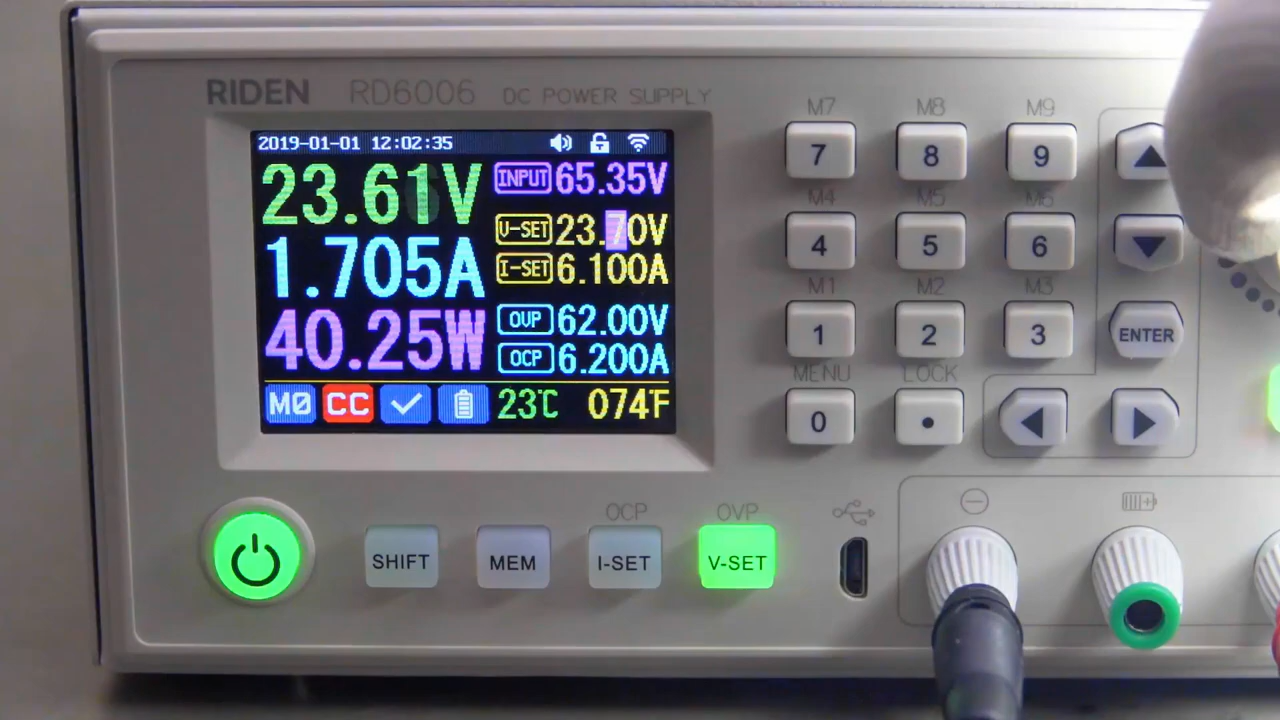 RIDEN RD6006 DC POWER SUPPLY
2019-01-01 12:02:35
23.61V
1.705A
40.25W
INPUT 65.35V
V-SET 23.70V
I-SET 6.100A
OVP 62.00V
OCP 6.200A
M0 CC 23℃ 074℉
M7 M8 M9
7 8 9
M4 M5 M6
4 5 6
M1 M2 M3
1 2 3 ENTER
MENU LOCK
0 •
OCP OVP
SHIFT MEM I-SET V-SET